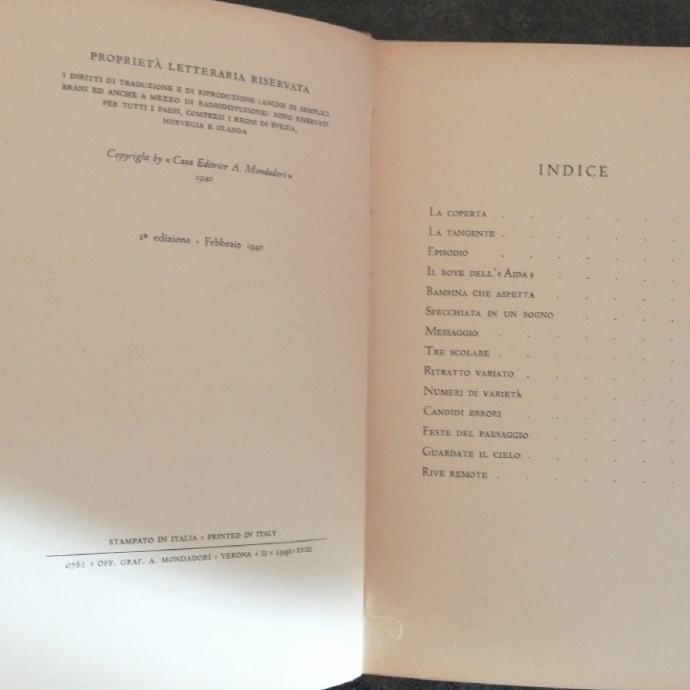 PROPRIETÀ LETTERARIA RISERVATA
I DIRITTI DI TRADUZIONE E DI RIPRODUZIONE (ANCHE DI SEMPLICI
BRANI ED ANCHE A MEZZO DI RADIODIFFUSIONE) SONO RISERVATI
PER TUTTI I PAESI, COMPRESI I REGNI DI SVEZIA,
NORVEGIA E OLANDA
Copyright by « Casa Editrice A. Mondadori »
1940
1ª edizione - Febbraio 1940
STAMPATO IN ITALIA - PRINTED IN ITALY
0761 - OFF. GRAF. A. MONDADORI - VERONA - II - 1940-XVIII
INDICE
LA COPERTA . . . . . .
LA TANGENTE . . . . . .
EPISODIO . . . . . .
IL BOVE DELL'« AIDA » . . . . .
BAMBINA CHE ASPETTA . . . . .
SPECCHIATA IN UN SOGNO . . . .
MESSAGGIO . . . . . .
TRE SCOLARE . . . . . .
RITRATTO VARIATO . . . . .
NUMERI DI VARIETÀ . . . . .
CANDIDI ERRORI . . . . . .
FESTE DEL PAESAGGIO . . . . .
GUARDATE IL CIELO . . . . . .
RIVE REMOTE . . . . . .